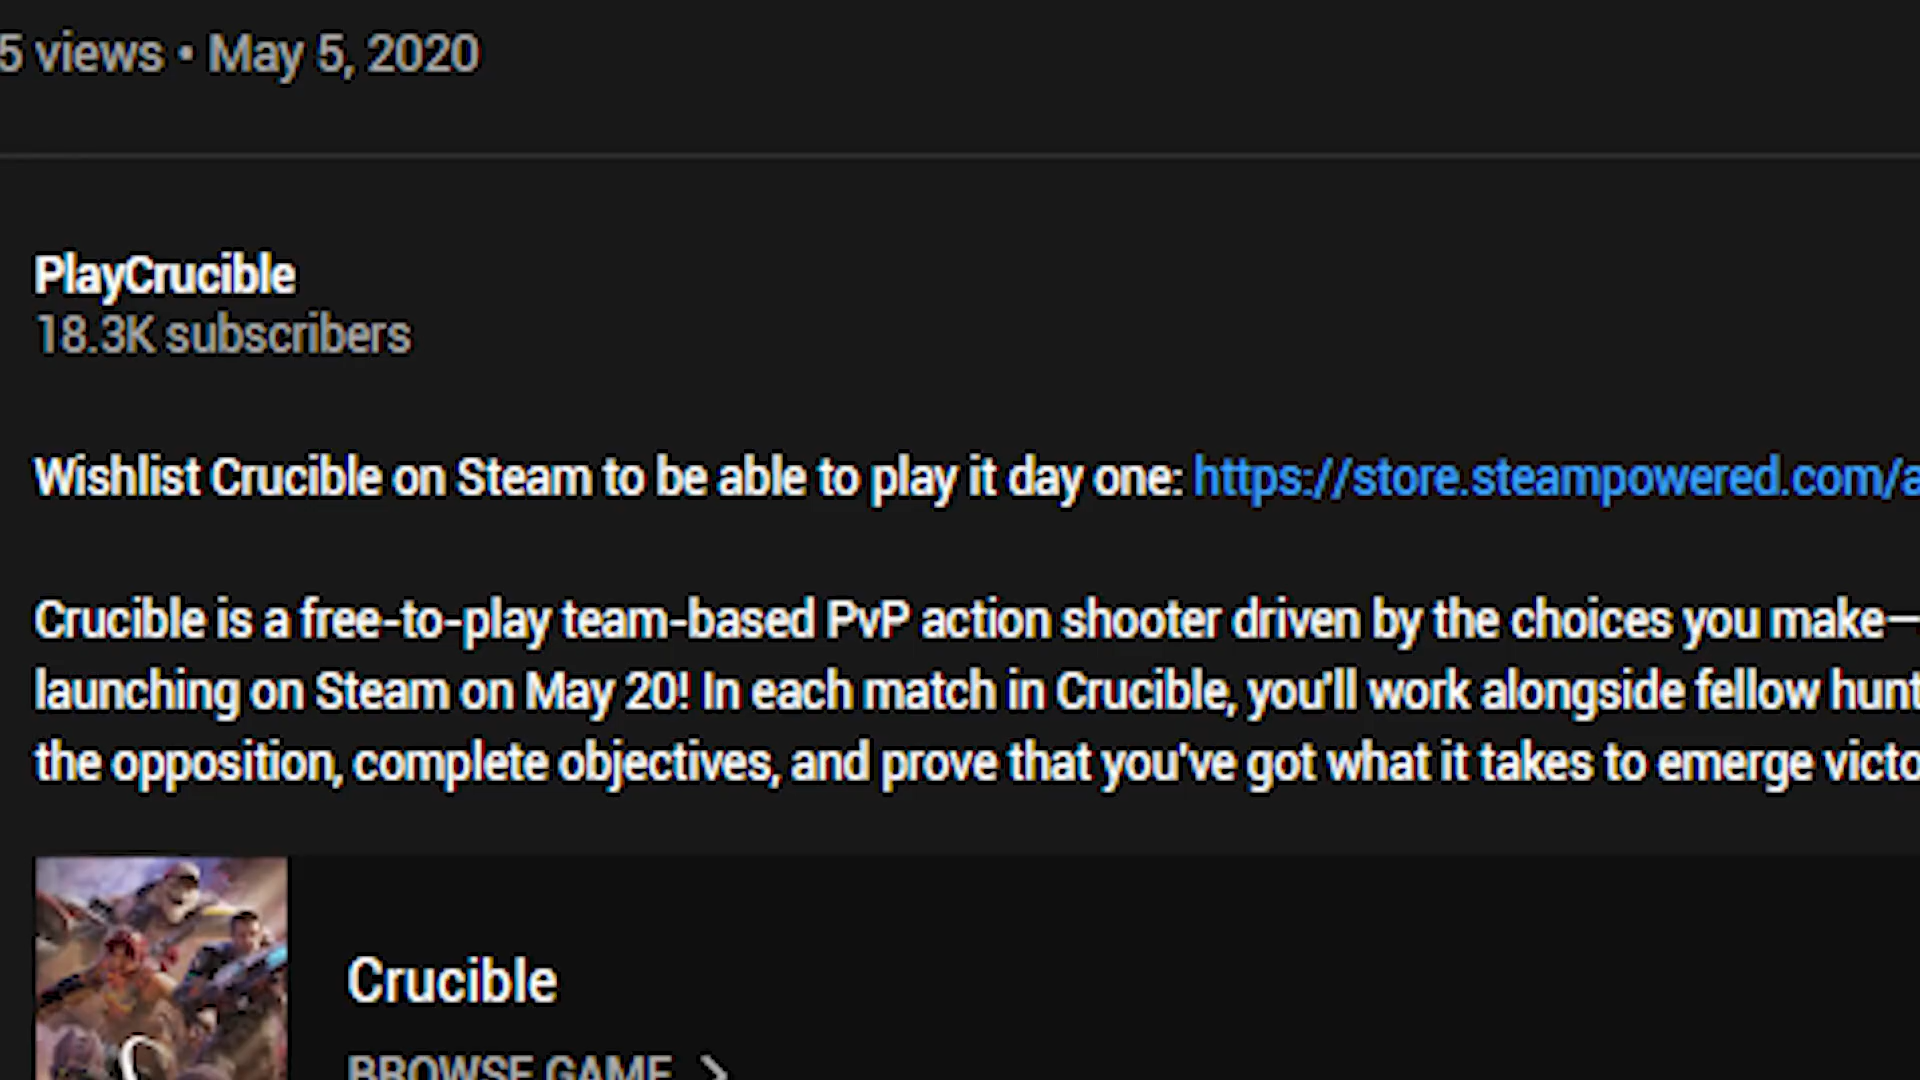 5 views • May 5, 2020
PlayCrucible
18.3K subscribers
Wishlist Crucible on Steam to be able to play it day one: https://store.steampowered.com/a
Crucible is a free-to-play team-based PvP action shooter driven by the choices you make—
launching on Steam on May 20! In each match in Crucible, you'll work alongside fellow hunt
the opposition, complete objectives, and prove that you've got what it takes to emerge victo
Crucible
BROWSE GAME